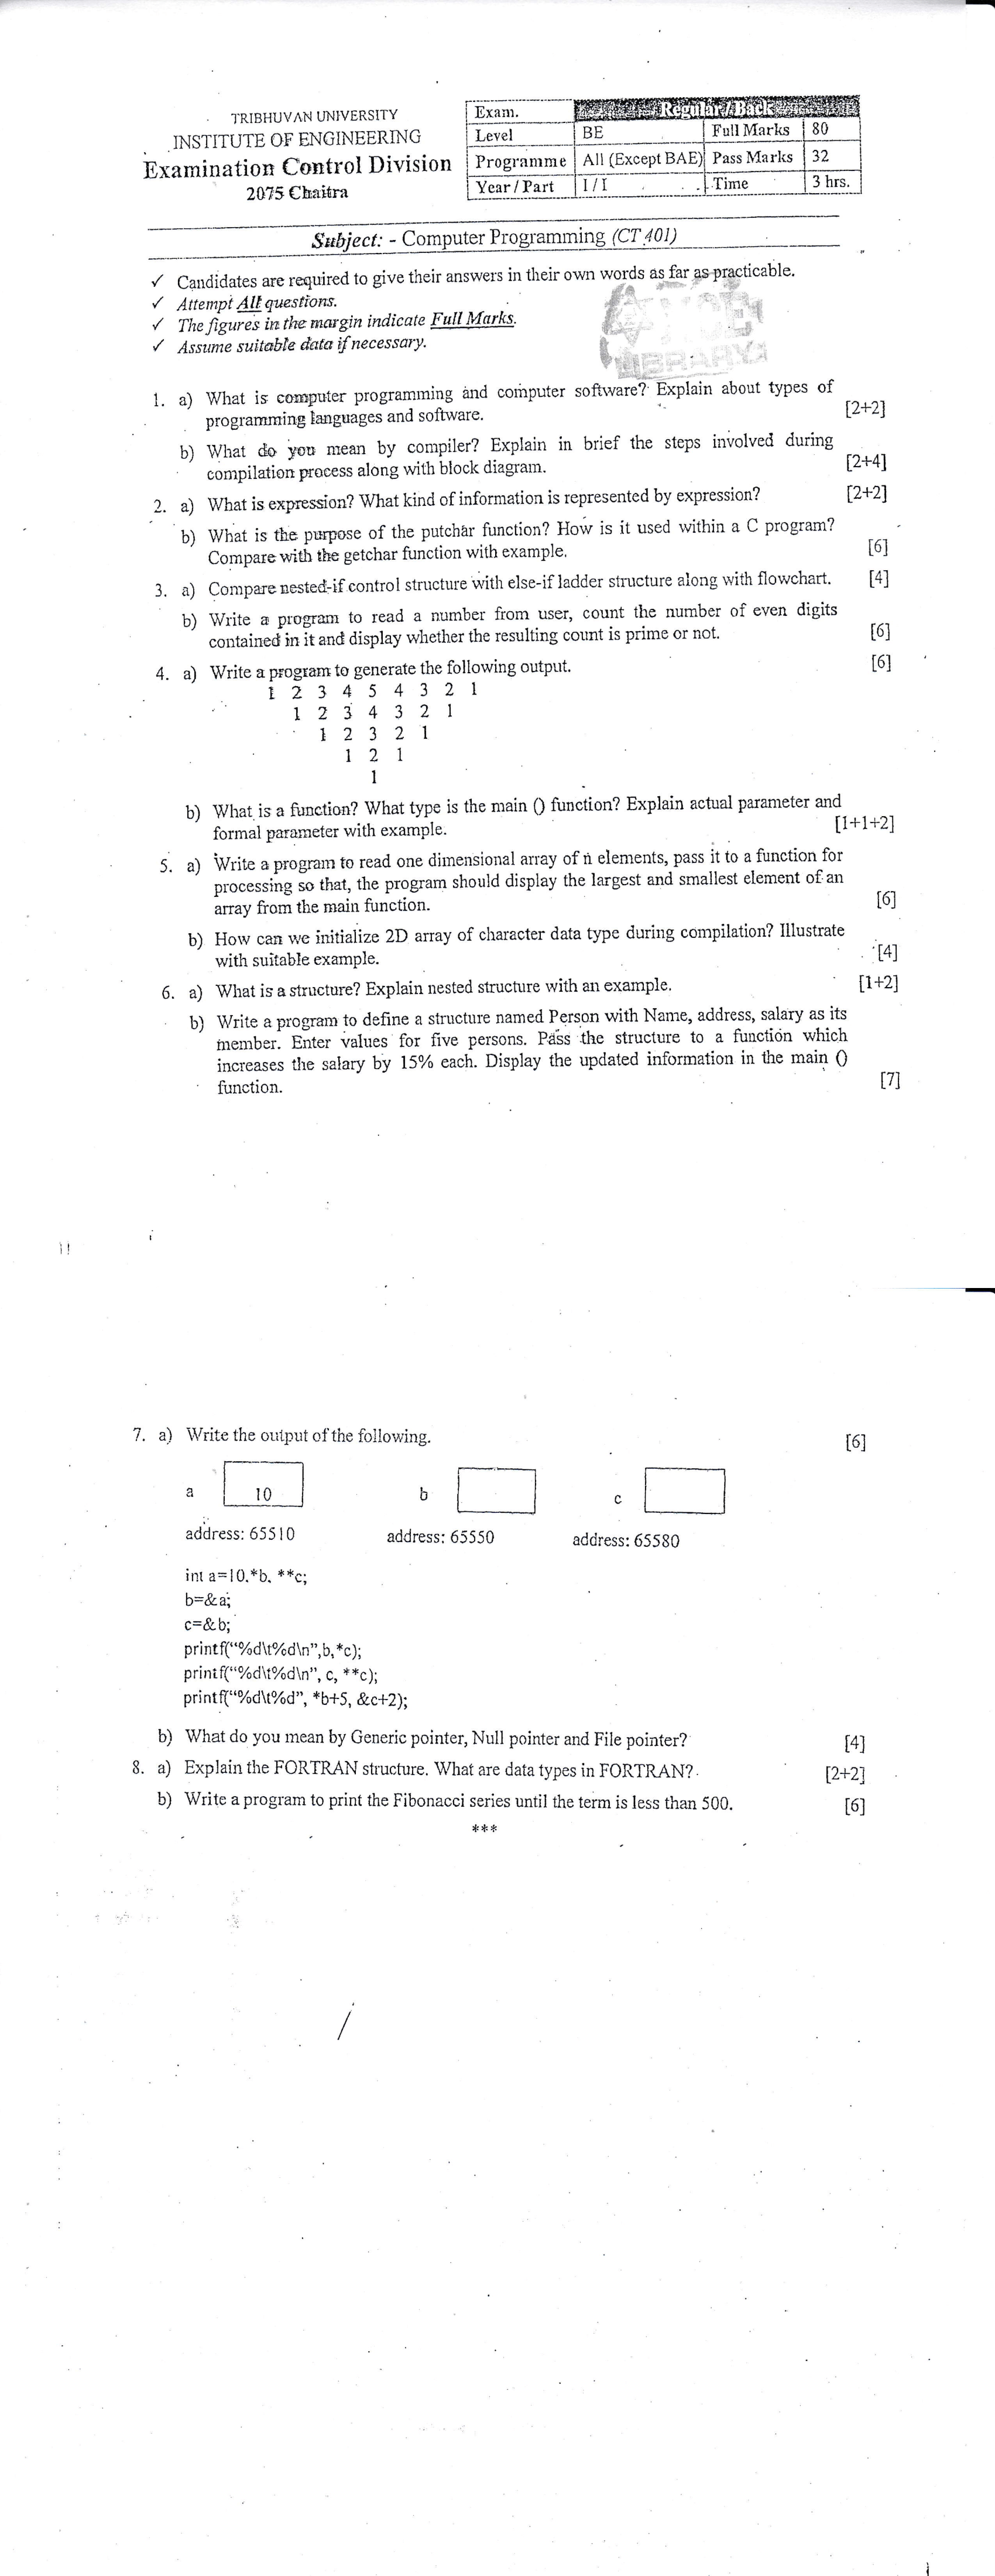 TRIBHUVAN UNIVERSITY
INSTITUTE OF ENGINEERING
Examination Control Division
2075 Chaitra
Exam. Regular / Back
Level BE Full Marks 80
Programme All (Except BAE) Pass Marks 32
Year / Part I / I Time 3 hrs.
Subject: - Computer Programming (CT 401)
✓ Candidates are required to give their answers in their own words as far as practicable.
✓ Attempt All questions.
✓ The figures in the margin indicate Full Marks.
✓ Assume suitable data if necessary.
LIBRARY
1. a) What is computer programming and computer software? Explain about types of
programming languages and software. [2+2]
b) What do you mean by compiler? Explain in brief the steps involved during
compilation process along with block diagram. [2+4]
2. a) What is expression? What kind of information is represented by expression? [2+2]
b) What is the purpose of the putchar function? How is it used within a C program?
Compare with the getchar function with example. [6]
3. a) Compare nested-if control structure with else-if ladder structure along with flowchart. [4]
b) Write a program to read a number from user, count the number of even digits
contained in it and display whether the resulting count is prime or not. [6]
4. a) Write a program to generate the following output. [6]
1 2 3 4 5 4 3 2 1
1 2 3 4 3 2 1
1 2 3 2 1
1 2 1
1
b) What is a function? What type is the main () function? Explain actual parameter and
formal parameter with example. [1+1+2]
5. a) Write a program to read one dimensional array of n elements, pass it to a function for
processing so that, the program should display the largest and smallest element of an
array from the main function. [6]
b) How can we initialize 2D array of character data type during compilation? Illustrate
with suitable example. [4]
6. a) What is a structure? Explain nested structure with an example. [1+2]
b) Write a program to define a structure named Person with Name, address, salary as its
member. Enter values for five persons. Pass the structure to a function which
increases the salary by 15% each. Display the updated information in the main ()
function. [7]
7. a) Write the output of the following. [6]
a 10 b c
address: 65510 address: 65550 address: 65580
int a=10,*b, **c;
b=&a;
c=&b;
printf(“%d\t%d\n”,b,*c);
printf(“%d\t%d\n”, c, **c);
printf(“%d\t%d”, *b+5, &c+2);
b) What do you mean by Generic pointer, Null pointer and File pointer? [4]
8. a) Explain the FORTRAN structure. What are data types in FORTRAN? [2+2]
b) Write a program to print the Fibonacci series until the term is less than 500. [6]
***